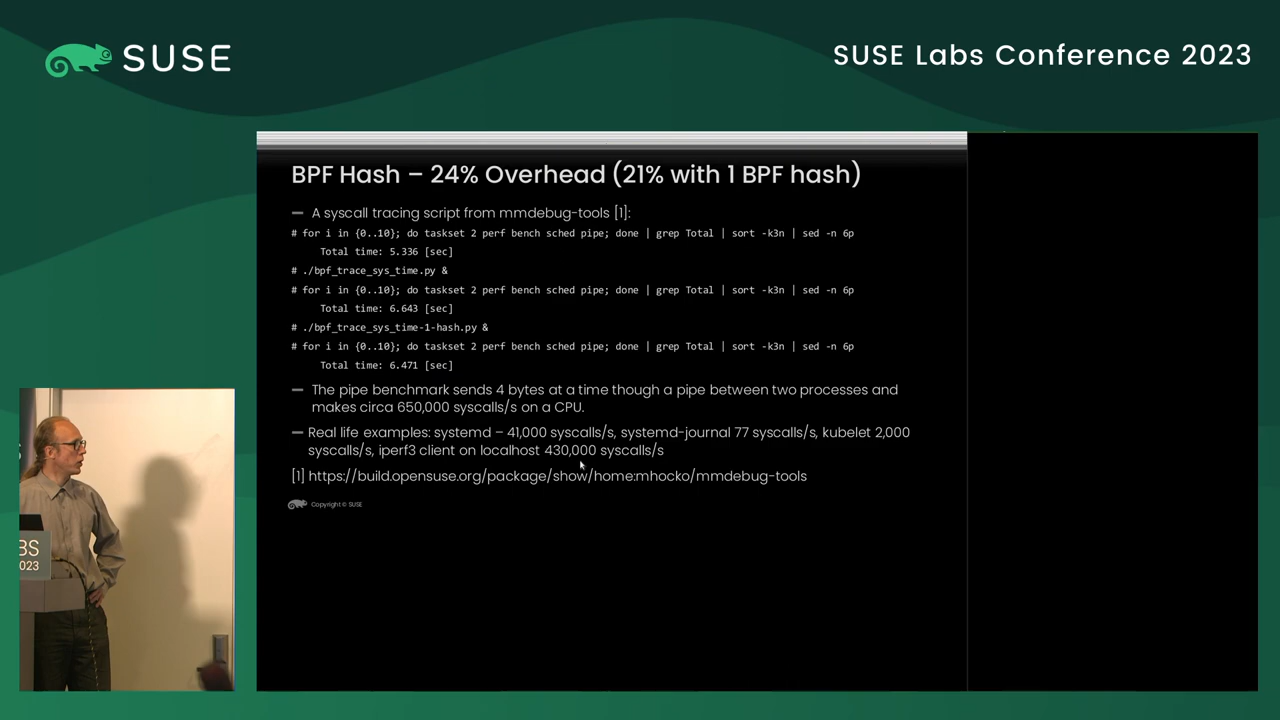 SUSE
SUSE Labs Conference 2023
BPF Hash – 24% Overhead (21% with 1 BPF hash)
— A syscall tracing script from mmdebug-tools [1]:
# for i in {0..10}; do taskset 2 perf bench sched pipe; done | grep Total | sort -k3n | sed -n 6p
Total time: 5.336 [sec]
# ./bpf_trace_sys_time.py &
# for i in {0..10}; do taskset 2 perf bench sched pipe; done | grep Total | sort -k3n | sed -n 6p
Total time: 6.643 [sec]
# ./bpf_trace_sys_time-1-hash.py &
# for i in {0..10}; do taskset 2 perf bench sched pipe; done | grep Total | sort -k3n | sed -n 6p
Total time: 6.471 [sec]
— The pipe benchmark sends 4 bytes at a time though a pipe between two processes and
makes circa 650,000 syscalls/s on a CPU.
— Real life examples: systemd – 41,000 syscalls/s, systemd-journal 77 syscalls/s, kubelet 2,000
syscalls/s, iperf3 client on localhost 430,000 syscalls/s
[1] https://build.opensuse.org/package/show/home:mhocko/mmdebug-tools
Copyright © SUSE
BS
023